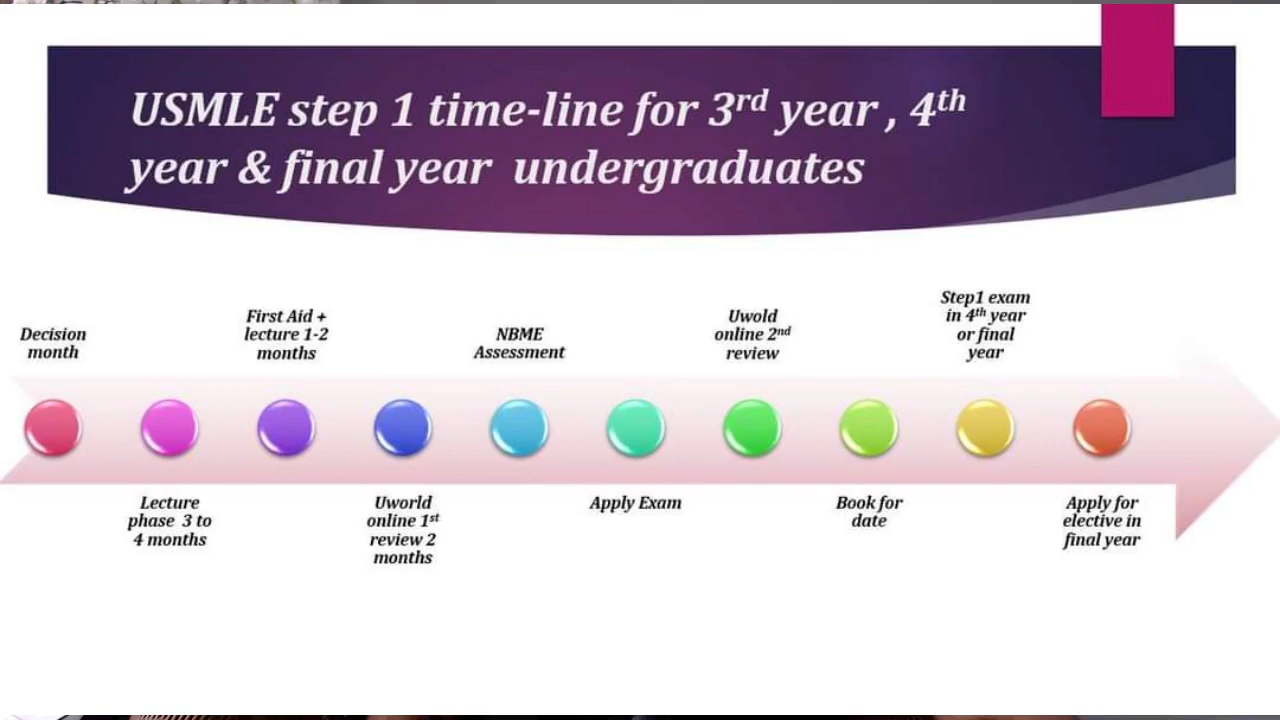 USMLE step 1 time-line for 3rd year , 4th
year & final year undergraduates
Decision
month
Lecture
phase 3 to
4 months
First Aid +
lecture 1-2
months
Uworld
online 1st
review 2
months
NBME
Assessment
Apply Exam
Uwold
online 2nd
review
Book for
date
Step1 exam
in 4th year
or final
year
Apply for
elective in
final year